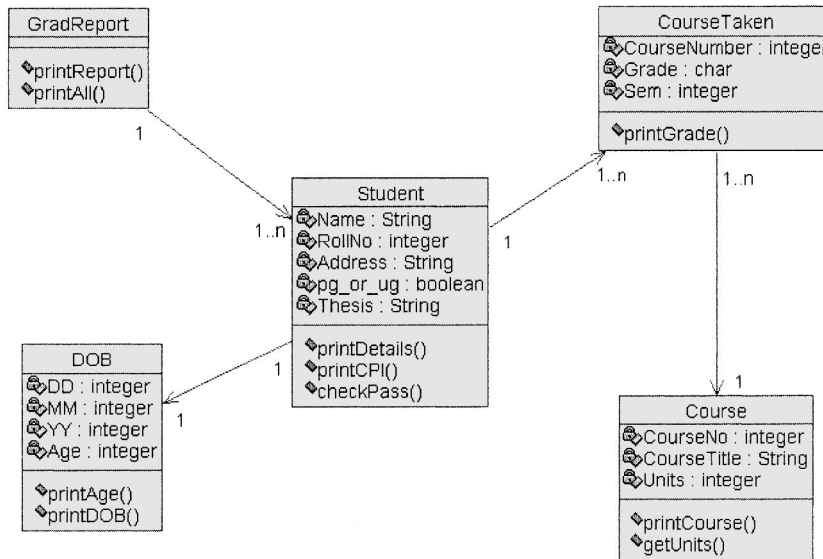 GradReport
printReport()
printAll()
1
1..n
CourseTaken
CourseNumber : integer
Grade : char
Sem : integer
printGrade()
1..n
1..n
Student
Name : String
RollNo : integer
Address : String
pg_or_ug : boolean
Thesis : String
printDetails()
printCPI()
checkPass()
1
1
1
DOB
DD : integer
MM : integer
YY : integer
Age : integer
printAge()
printDOB()
1
Course
CourseNo : integer
CourseTitle : String
Units : integer
printCourse()
getUnits()